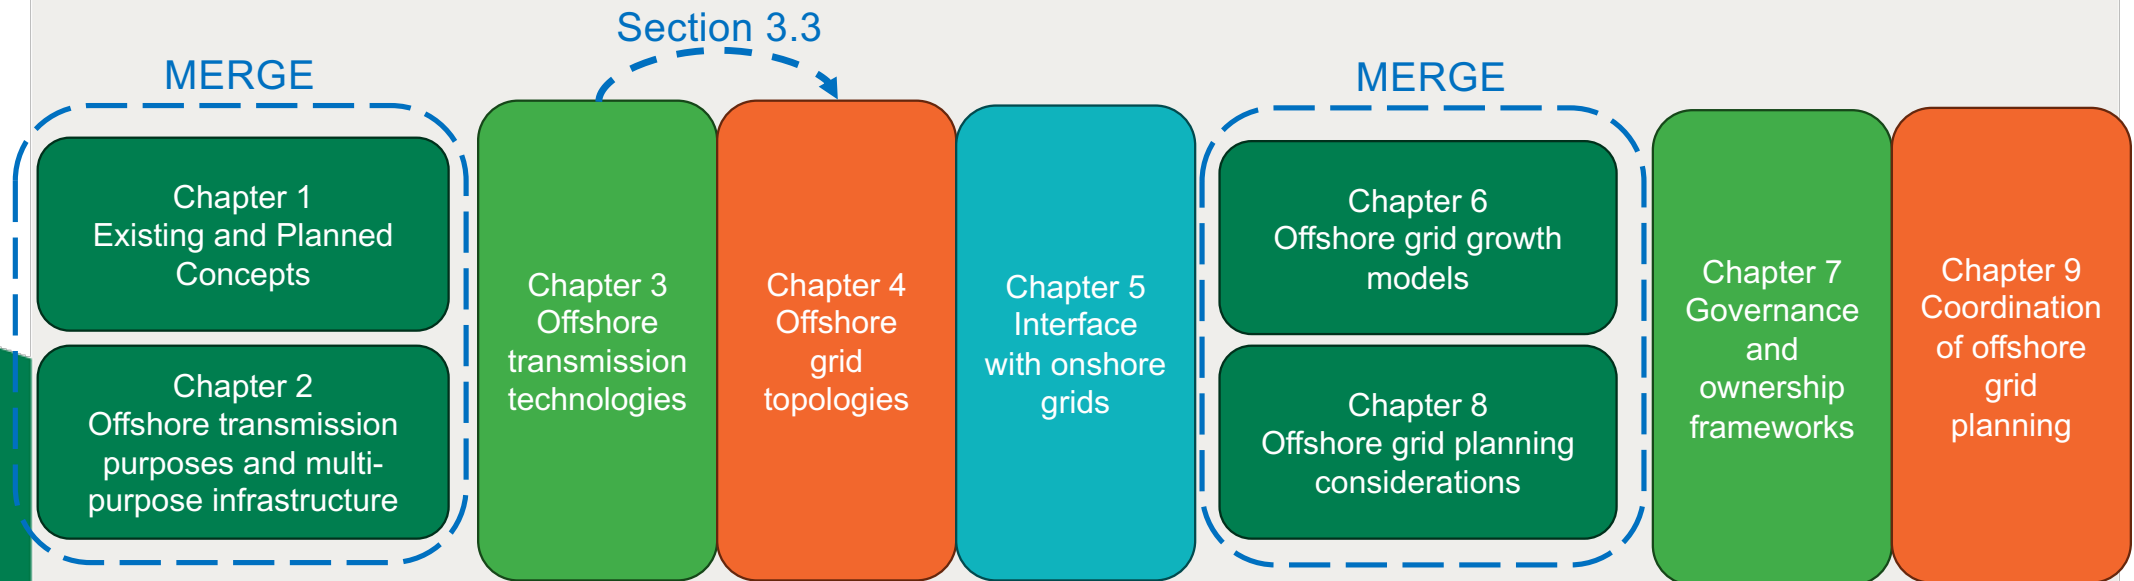 Section 3.3
MERGE
Chapter 1
Existing and Planned
Concepts
Chapter 2
Offshore transmission
purposes and multi-
purpose infrastructure
Chapter 3
Offshore
transmission
technologies
Chapter 4
Offshore
grid
topologies
Chapter 5
Interface
with onshore
grids
MERGE
Chapter 6
Offshore grid growth
models
Chapter 8
Offshore grid planning
considerations
Chapter 7
Governance
and
ownership
frameworks
Chapter 9
Coordination
of offshore
grid
planning